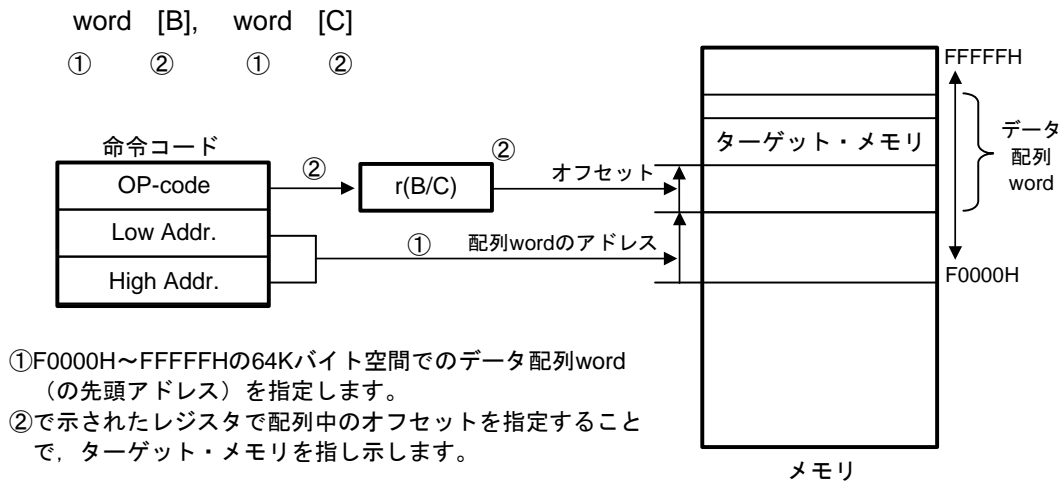 word [B], word [C]
① ② ① ②
命令コード
OP-code
Low Addr.
High Addr.
②
r(B/C)
②
オフセット
①
配列wordのアドレス
FFFFFH
ターゲット・メモリ
データ
配列
word
F0000H
メモリ
①F0000H～FFFFFHの64Kバイト空間でのデータ配列word
（の先頭アドレス）を指定します。
②で示されたレジスタで配列中のオフセットを指定すること
で，ターゲット・メモリを指し示します。